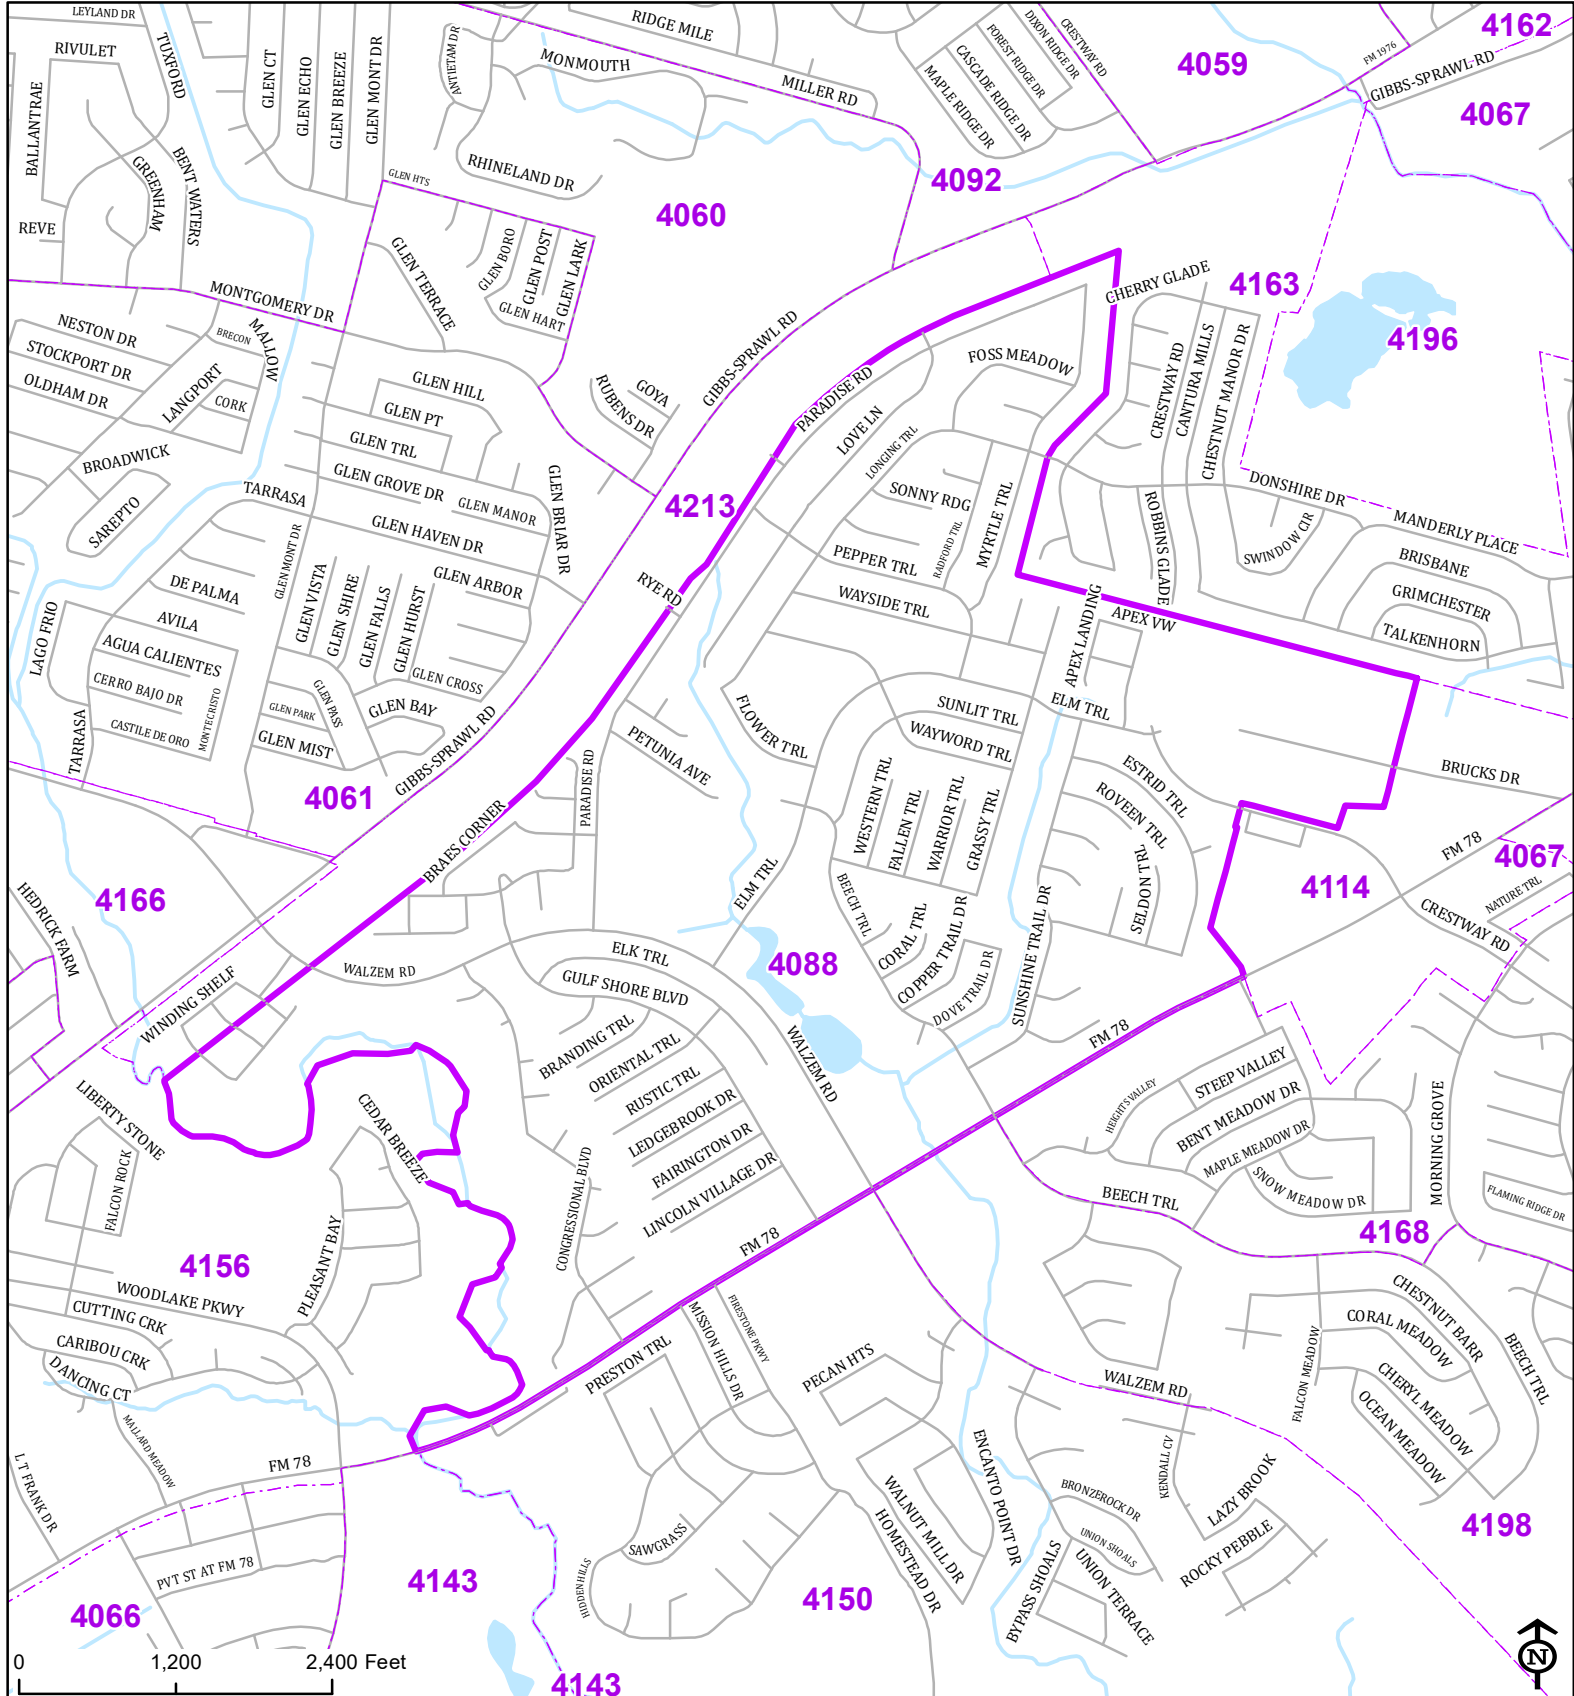 LEYLAND DR
RIVULET
TUXFORD
GLEN CT
GLEN ECHO
GLEN BREEZE
GLEN MONT DR
ANTIETAM DR
RIDGE MILE
MONMOUTH
MILLER RD
MAPLE RIDGE DR
CASCADE RIDGE DR
FOREST RIDGE DR
DIXON RIDGE DR
CRESTWAY RD
4059
FM 1976
4162
GIBBS-SPRAWL RD
4067
BALLANTRAE
GREENHAM
BENT WATERS
REVE
GLEN HTS
RHINELAND DR
4060
4092
GLEN TERRACE
GLEN BORO
GLEN POST
GLEN LARK
GLEN HART
MONTGOMERY DR
NESTON DR
STOCKPORT DR
OLDHAM DR
BRECON
MALLOW
LANGPORT
CORK
BROADWICK
SAREPTO
GLEN HILL
GLEN PT
GLEN TRL
GLEN GROVE DR
GLEN MANOR
TARRASA
GLEN HAVEN DR
GLEN BRIAR DR
RUBENS DR
GOYA
GIBBS-SPRAWL RD
PARADISE RD
LOVE LN
LONGING TRL
FOSS MEADOW
CHERRY GLADE
4163
4196
CRESTWAY RD
CANTURA MILLS
CHESTNUT MANOR DR
4213
SONNY RDG
RADFORD TRL
MYRTLE TRL
PEPPER TRL
WAYSIDE TRL
ROBBINS GLADE
DONSHIRE DR
SWINDOW CIR
MANDERLY PLACE
BRISBANE
GRIMCHESTER
TALKENHORN
APEX LANDING
APEX VW
DE PALMA
AVILA
AGUA CALIENTES
CERRO BAJO DR
CASTILE DE ORO
MONTECRISTO
LAGO FRIO
TARRASA
GLEN MONT DR
GLEN VISTA
GLEN SHIRE
GLEN FALLS
GLEN HURST
GLEN ARBOR
GLEN CROSS
GLEN PASS
GLEN BAY
GLEN PARK
GLEN MIST
4061
GIBBS-SPRAWL RD
RYE RD
PETUNIA AVE
PARADISE RD
BRAES CORNER
FLOWER TRL
SUNLIT TRL
WAYWORD TRL
ELM TRL
WESTERN TRL
FALLEN TRL
WARRIOR TRL
GRASSY TRL
ESTRID TRL
ROVEEN TRL
SELDON TRL
BRUCKS DR
FM 78
4067
NATURE TRL
4114
CRESTWAY RD
4166
HEDRICK FARM
WINDING SHELF
WALZEM RD
ELK TRL
GULF SHORE BLVD
ELM TRL
BEECH TRL
CORAL TRL
COPPER TRAIL DR
DOVE TRAIL DR
SUNSHINE TRAIL DR
4088
BRANDING TRL
ORIENTAL TRL
RUSTIC TRL
LEDGEBROOK DR
FAIRINGTON DR
LINCOLN VILLAGE DR
CONGRESSIONAL BLVD
WALZEM RD
FM 78
HEIGHTS VALLEY
STEEP VALLEY
BENT MEADOW DR
MAPLE MEADOW DR
SNOW MEADOW DR
MORNING GROVE
FLAMING RIDGE DR
BEECH TRL
4168
LIBERTY STONE
FALCON ROCK
CEDAR BREEZE
PLEASANT BAY
4156
WOODLAKE PKWY
CUTTING CRK
CARIBOU CRK
DANCING CT
MALLARD MEADOW
L T FRANK DR
FM 78
FM 78
PRESTON TRL
MISSION HILLS DR
FIRESTONE PKWY
PECAN HTS
WALZEM RD
FALCON MEADOW
CORAL MEADOW
CHESTNUT BARR
CHERYL MEADOW
OCEAN MEADOW
BEECH TRL
PVT ST AT FM 78
4066
4143
SAWGRASS
HIDDEN HILLS
4150
WALNUT MILL DR
HOMESTEAD DR
ENCANTO POINT DR
BRONZEROCK DR
UNION SHOALS
UNION TERRACE
BYPASS SHOALS
KENDALL CV
LAZY BROOK
ROCKY PEBBLE
4198
4143
0 1,200 2,400 Feet
N